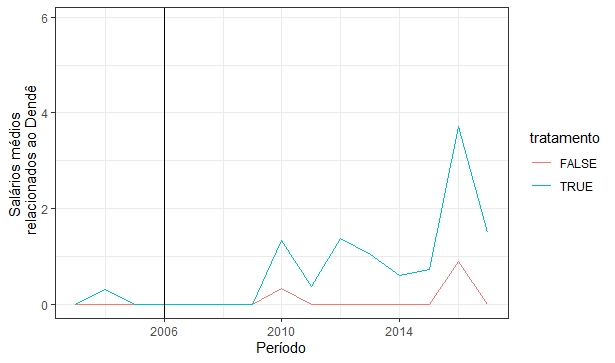 6
4
2
0
Salários médios
relacionados ao Dendê
2006
2010
2014
Período
tratamento
FALSE
TRUE